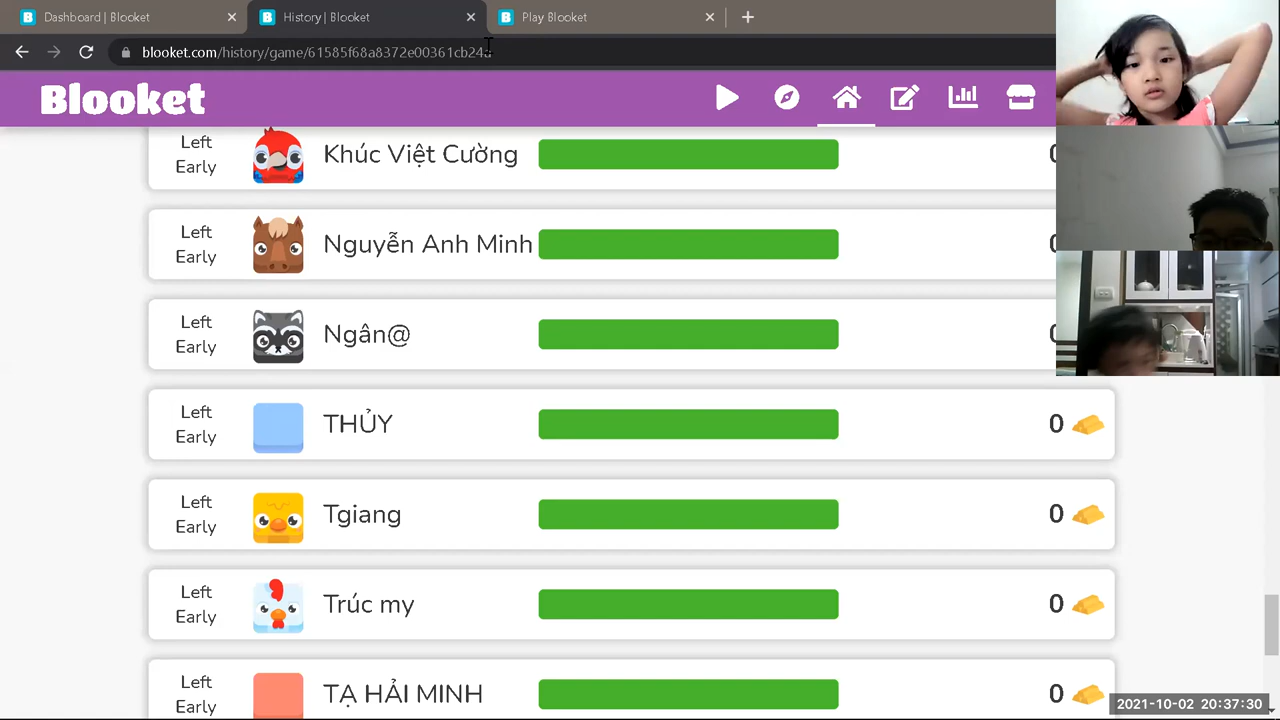 Dashboard | Blooket
History | Blooket
Play Blooket
blooket.com/history/game/61585f68a8372e00361cb24
Blooket
Left Early
Khúc Việt Cường
Left Early
Nguyễn Anh Minh
Left Early
Ngân@
Left Early
THỦY
0
Left Early
Tgiang
0
Left Early
Trúc my
0
Left Early
TẠ HẢI MINH
0
2021-10-02 20:37:30